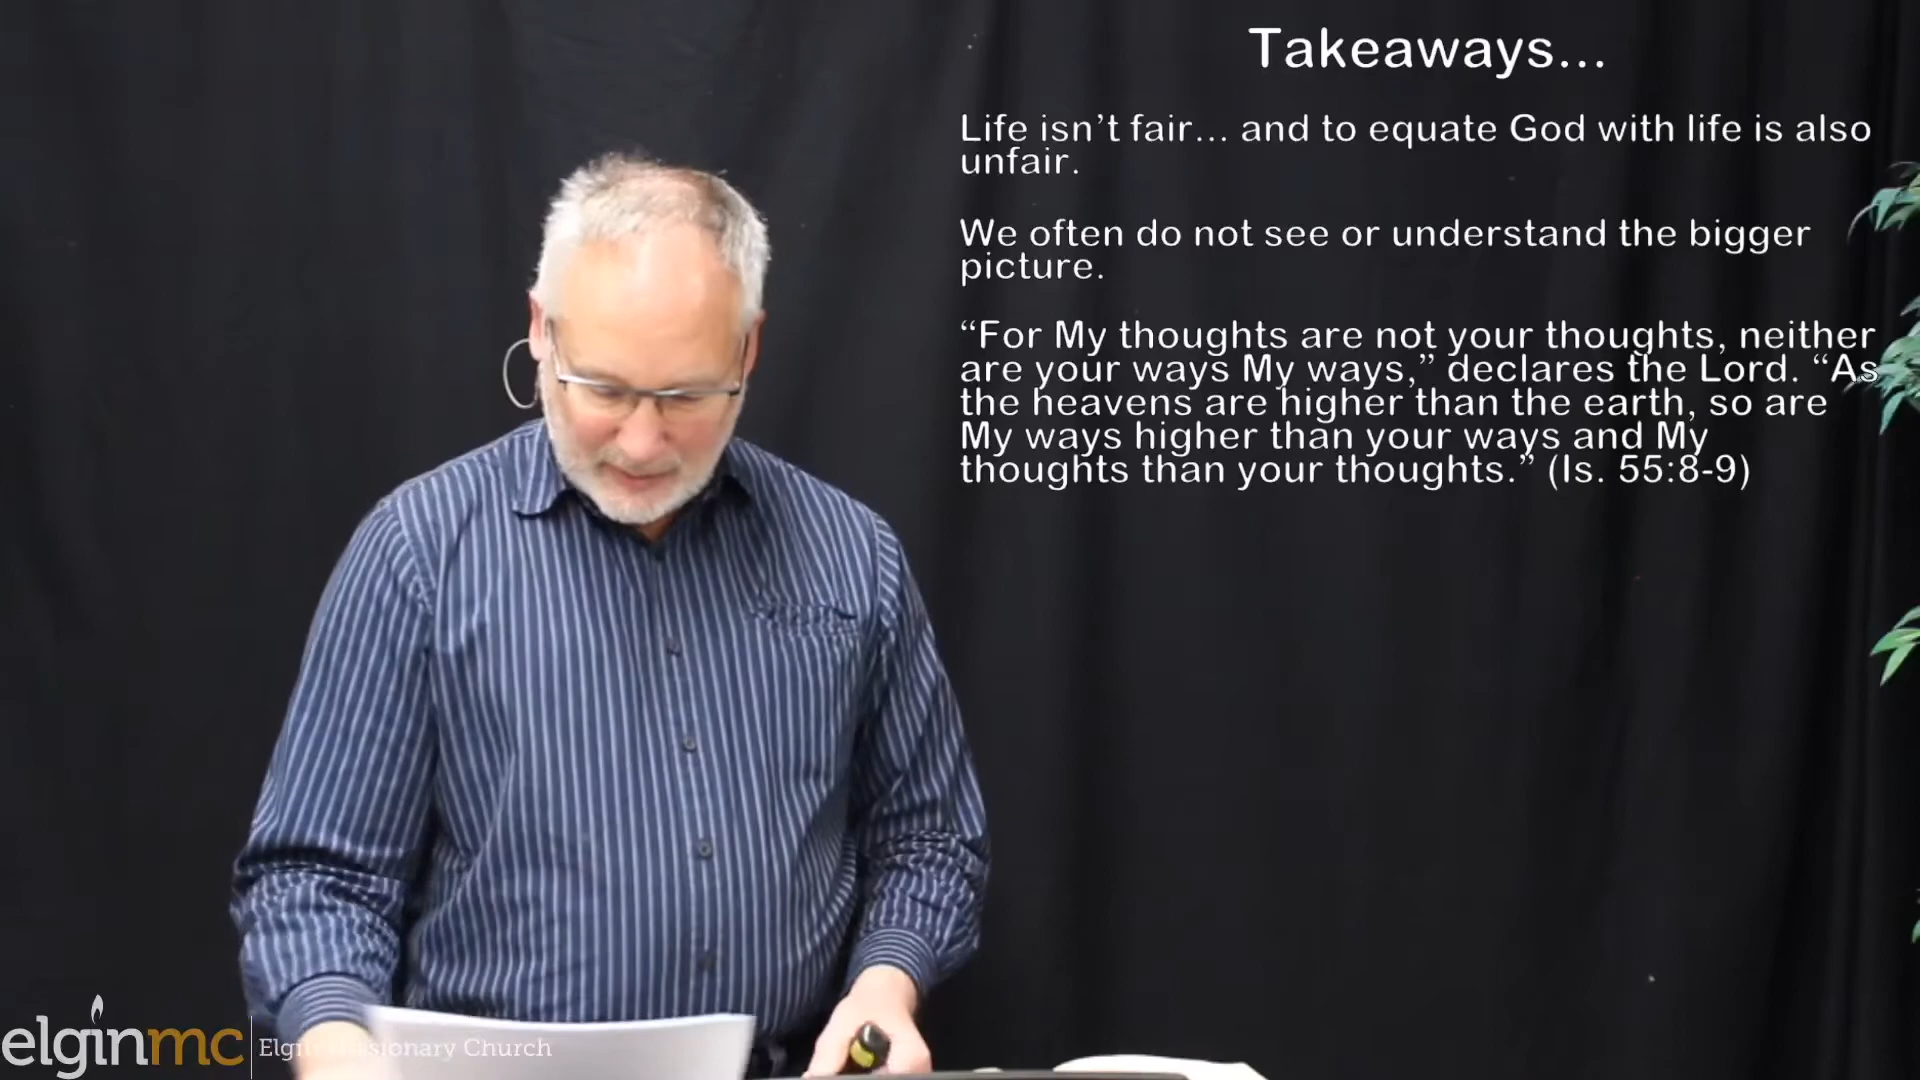 Takeaways...
Life isn’t fair... and to equate God with life is also
unfair.
We often do not see or understand the bigger
picture.
“For My thoughts are not your thoughts, neither
are your ways My ways,” declares the Lord. “As
the heavens are higher than the earth, so are
My ways higher than your ways and My
thoughts than your thoughts.” (Is. 55:8-9)
elginmc
Elgin Missionary Church